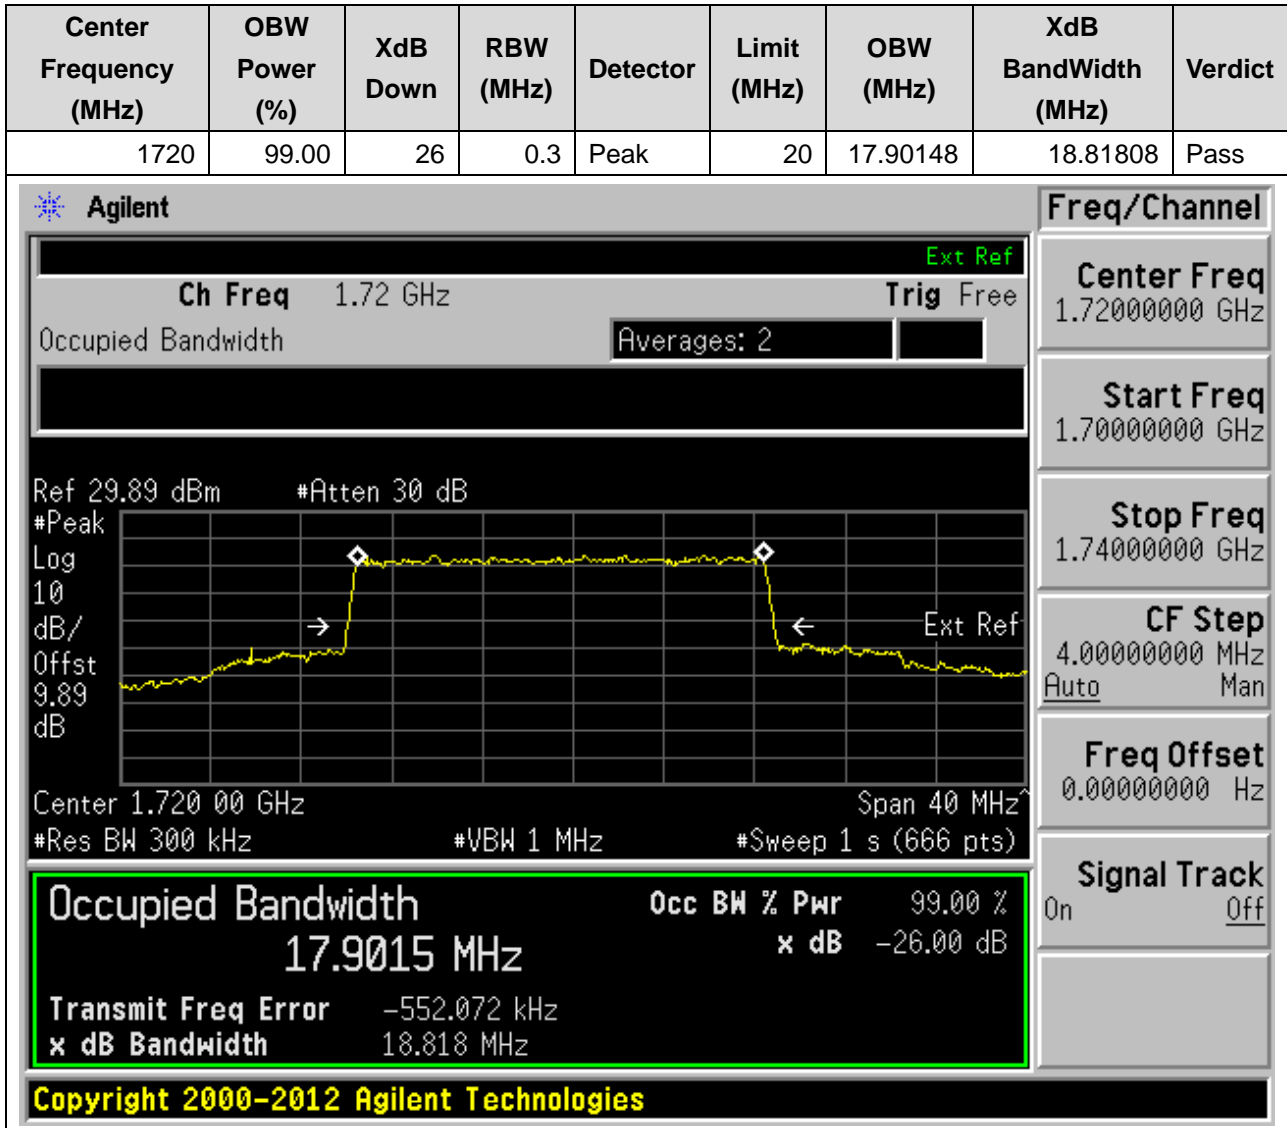 Center Frequency (MHz) OBW Power (%) XdB Down RBW (MHz) Detector Limit (MHz) OBW (MHz) XdB BandWidth (MHz) Verdict
1720 99.00 26 0.3 Peak 20 17.90148 18.81808 Pass
Agilent
Freq/Channel
Ext Ref
Ch Freq 1.72 GHz Trig Free
Occupied Bandwidth Averages: 2
Ref 29.89 dBm #Atten 30 dB
#Peak
Log
10
dB/
Offst
9.89
dB
Ext Ref
Center 1.720 00 GHz Span 40 MHz^
#Res BW 300 kHz #VBW 1 MHz #Sweep 1 s (666 pts)
Occupied Bandwidth Occ BW % Pwr 99.00 %
17.9015 MHz x dB -26.00 dB
Transmit Freq Error -552.072 kHz
x dB Bandwidth 18.818 MHz
Center Freq
1.72000000 GHz
Start Freq
1.70000000 GHz
Stop Freq
1.74000000 GHz
CF Step
4.00000000 MHz
Auto Man
Freq Offset
0.00000000 Hz
Signal Track
On Off
Copyright 2000-2012 Agilent Technologies